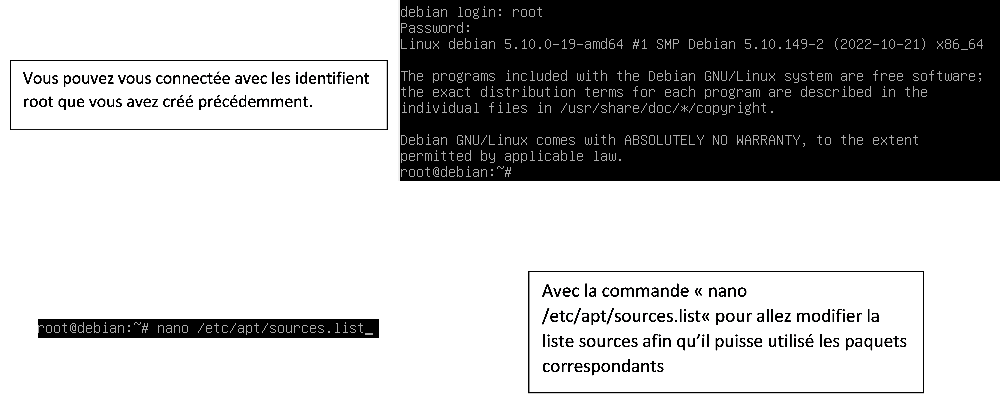 debian login: root
Password:
Linux debian 5.10.0-19-amd64 #1 SMP Debian 5.10.149-2 (2022-10-21) x86_64
The programs included with the Debian GNU/Linux system are free software;
the exact distribution terms for each program are described in the
individual files in /usr/share/doc/*/copyright.
Debian GNU/Linux comes with ABSOLUTELY NO WARRANTY, to the extent
permitted by applicable law.
root@debian:~#
Vous pouvez vous connectée avec les identifient
root que vous avez créé précédemment.
root@debian:~# nano /etc/apt/sources.list_
Avec la commande « nano
/etc/apt/sources.list« pour allez modifier la
liste sources afin qu’il puisse utilisé les paquets
correspondants